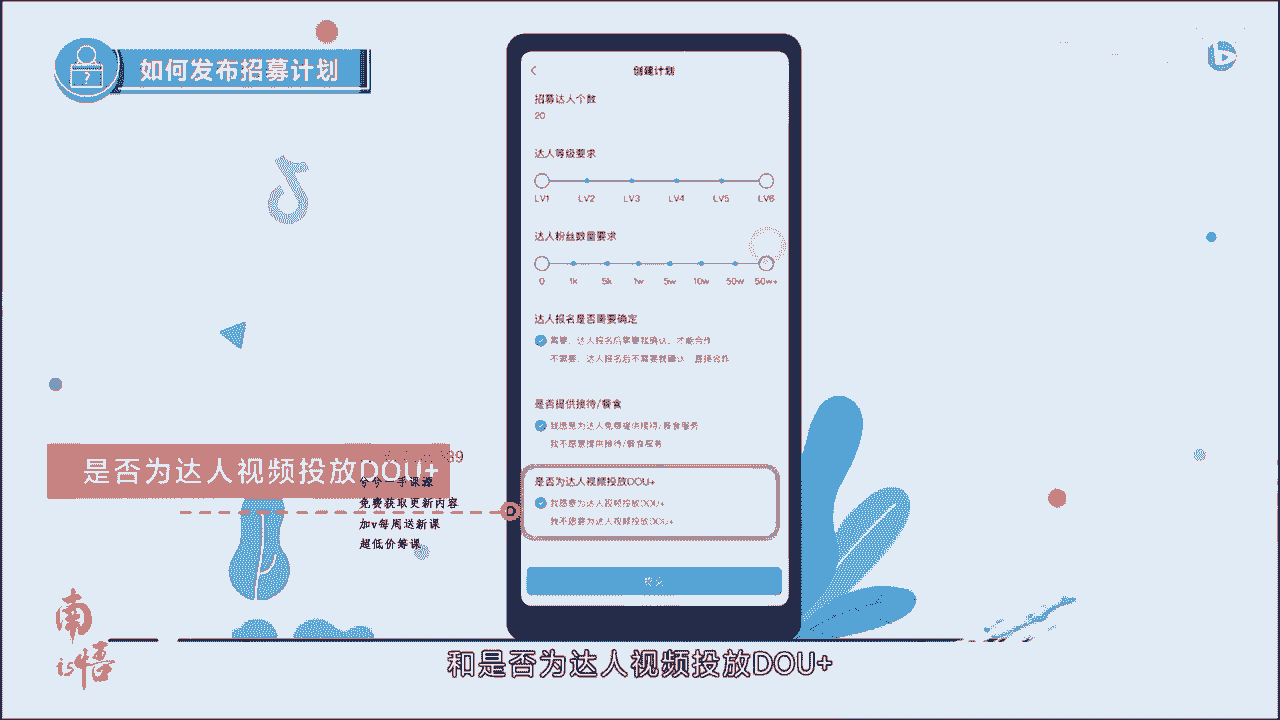 如何发布招募计划
?
创建计划
招募达人个数
20
达人等级要求
LV1 LV2 LV3 LV4 LV5 LV6
达人粉丝数量要求
0 1k 5k 1w 5w 10w 50w 50w+
达人报名是否需要确定
需要，达人报名后需要我确认，才能合作
不需要，达人报名后不需要我确认，直接合作
是否提供接待/餐食
我愿意为达人免费提供接待/餐食服务
我不愿意提供接待/餐食服务
是否为达人视频投放DOU+
是否为达人视频投放DOU+
我愿意为达人视频投放DOU+
我不愿意为达人视频投放DOU+
提交
39
兮兮一手课源
免费获取更新内容
加v每周送新课
超低价筹课
和是否为达人视频投放DOU+